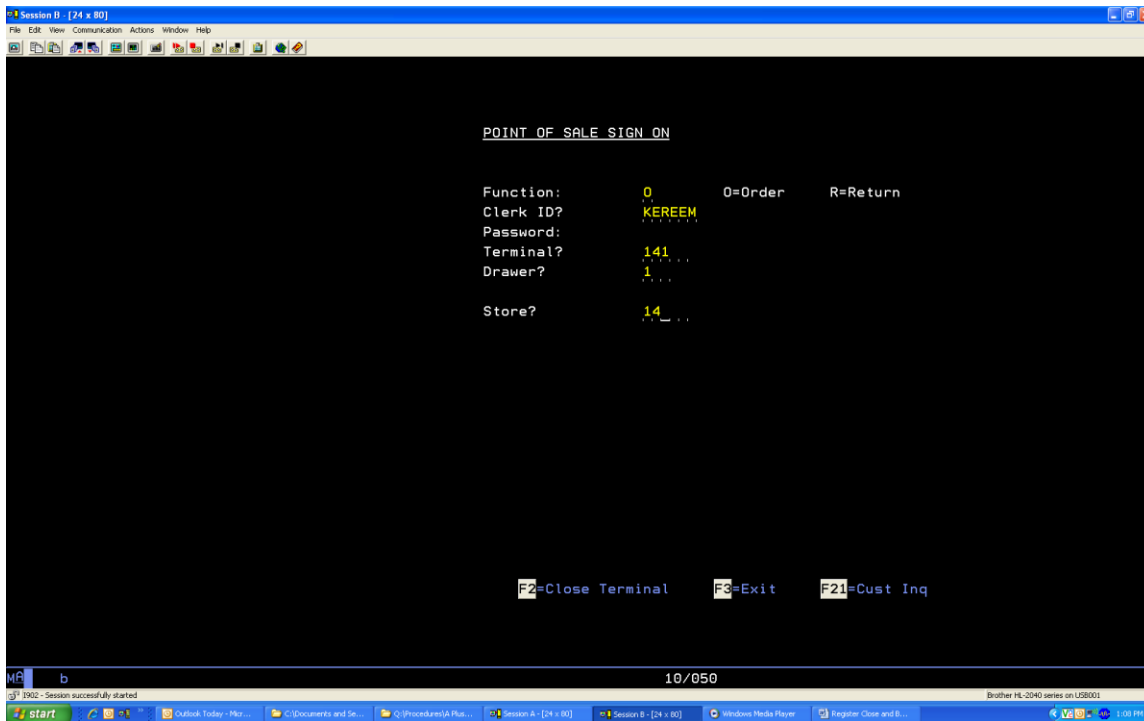 Session B - [24 x 80]
File Edit View Communication Actions Window Help
POINT OF SALE SIGN ON
Function: O O=Order R=Return
Clerk ID? KEREEM
Password:
Terminal? 141
Drawer? 1
Store? 14
F2=Close Terminal F3=Exit F21=Cust Inq
MA b 10/050
I902 - Session successfully started Brother HL-2040 series on USB001
start Outlook Today - Micr... C:\Documents and Se... Q:\Procedures\A Plus... Session A - [24 x 80] Session B - [24 x 80] Windows Media Player Register Close and B... 1:08 PM